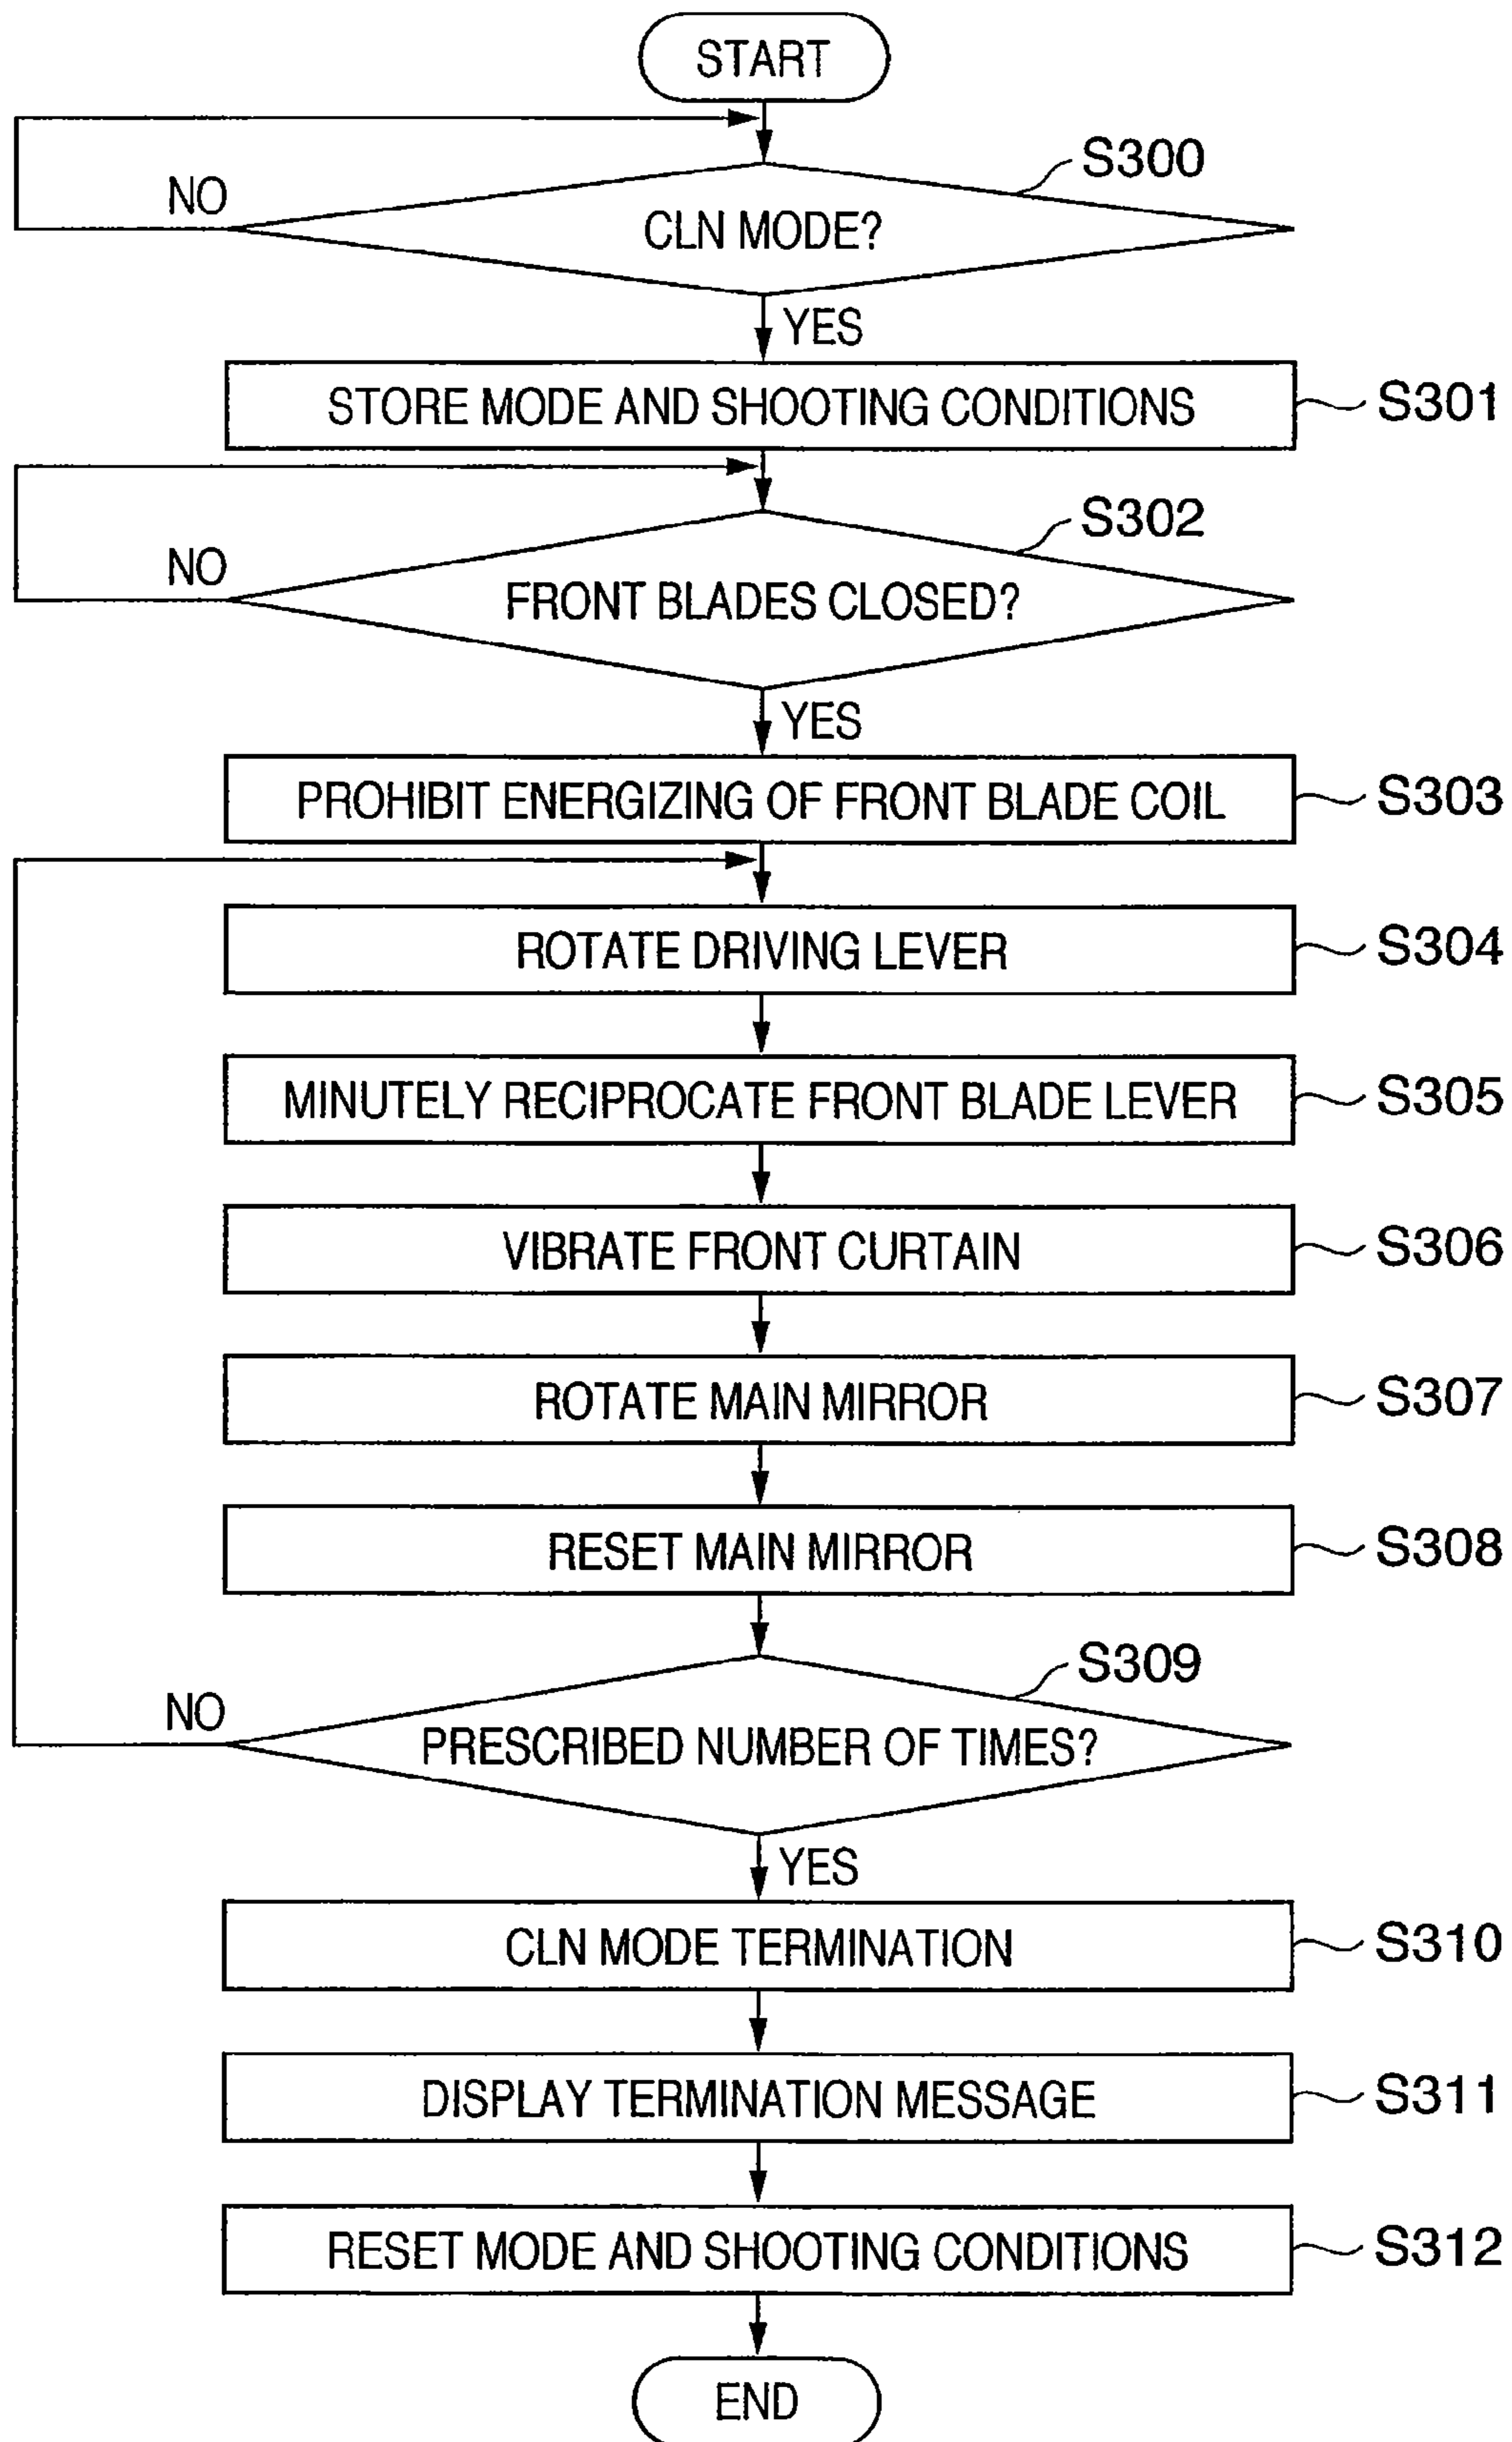 START
S300
NO
CLN MODE?
YES
STORE MODE AND SHOOTING CONDITIONS
S301
S302
NO
FRONT BLADES CLOSED?
YES
PROHIBIT ENERGIZING OF FRONT BLADE COIL
S303
ROTATE DRIVING LEVER
S304
MINUTELY RECIPROCATE FRONT BLADE LEVER
S305
VIBRATE FRONT CURTAIN
S306
ROTATE MAIN MIRROR
S307
RESET MAIN MIRROR
S308
S309
NO
PRESCRIBED NUMBER OF TIMES?
YES
CLN MODE TERMINATION
S310
DISPLAY TERMINATION MESSAGE
S311
RESET MODE AND SHOOTING CONDITIONS
S312
END